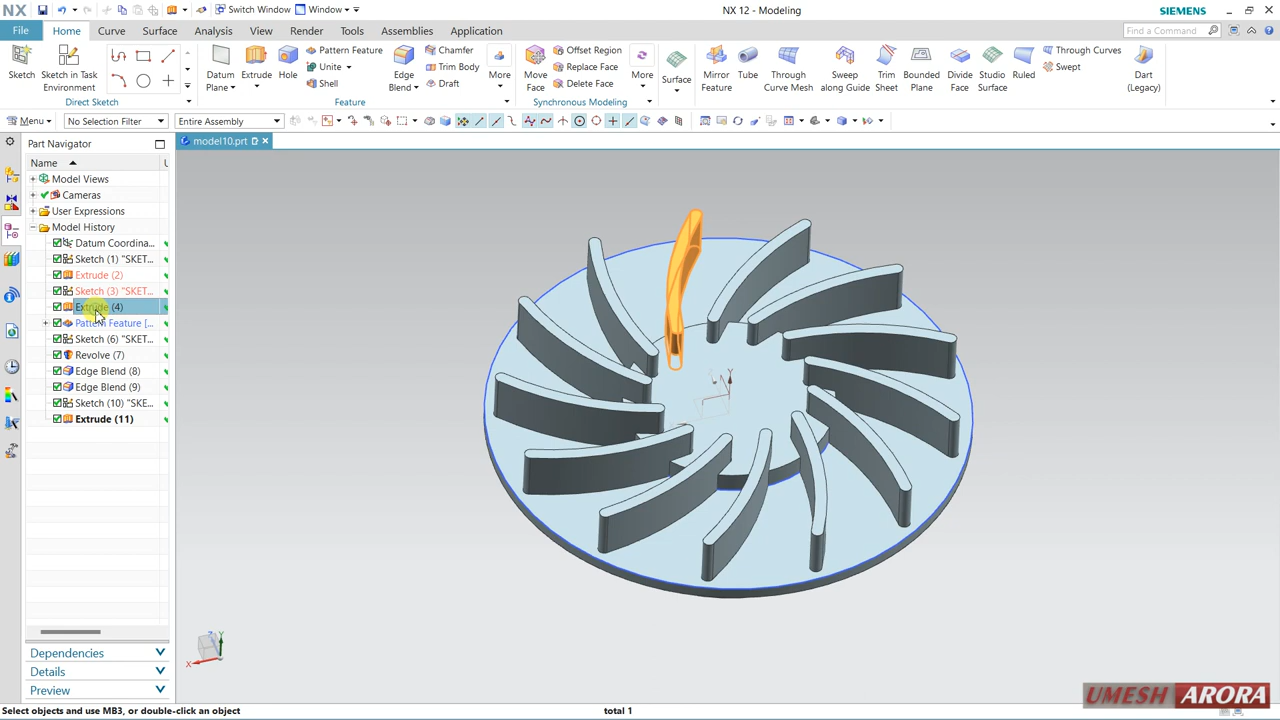 NX
Switch Window
Window
NX 12 - Modeling
SIEMENS
File
Home
Curve
Surface
Analysis
View
Render
Tools
Assemblies
Application
Find a Command
Sketch
Sketch in Task
Environment
Direct Sketch
Datum
Plane
Extrude
Hole
Pattern Feature
Unite
Shell
Edge
Blend
Chamfer
Trim Body
Draft
More
Feature
Move
Face
Offset Region
Replace Face
Delete Face
More
Synchronous Modeling
Surface
Mirror
Feature
Tube
Through
Curve Mesh
Sweep
along Guide
Trim
Sheet
Bounded
Plane
Divide
Face
Studio
Surface
Ruled
Through Curves
Swept
Dart
(Legacy)
Menu
No Selection Filter
Entire Assembly
Part Navigator
model10.prt
Name
U
Model Views
Cameras
User Expressions
Model History
Datum Coordina...
Sketch (1) "SKET...
Extrude (2)
Sketch (3) "SKET...
Extrude (4)
Pattern Feature [...
Sketch (6) "SKET...
Revolve (7)
Edge Blend (8)
Edge Blend (9)
Sketch (10) "SKE...
Extrude (11)
Y
Y
X
Dependencies
Details
Preview
UMESH ARORA
Select objects and use MB3, or double-click an object
total 1